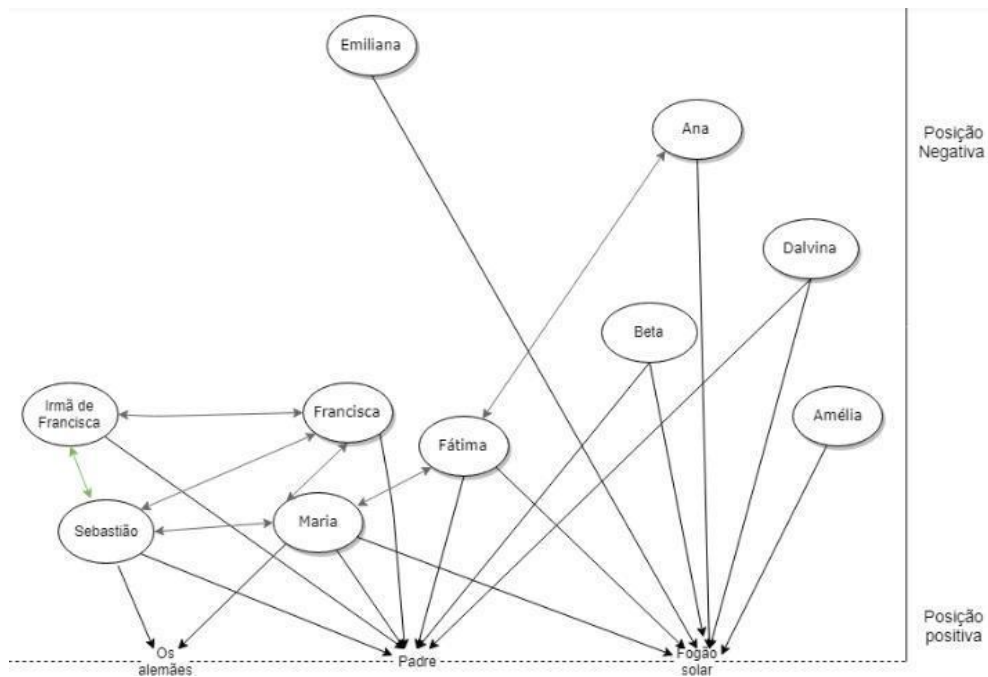 Emiliana
Ana
Posição
Negativa
Dalvina
Beta
Irmã de
Francisca
Francisca
Fátima
Amélia
Sebastião
Maria
Posição
positiva
Os
alemães
Padre
Fogão
solar